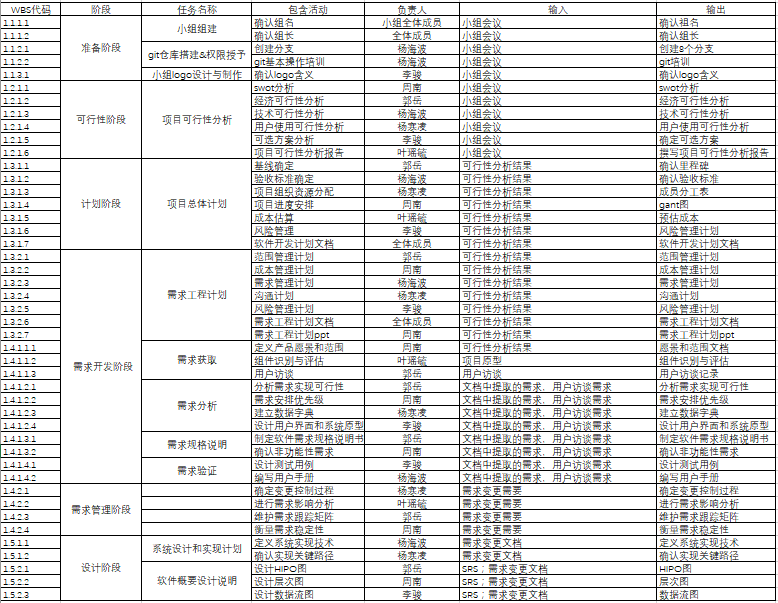 WBS代码 阶段 任务名称 包含活动 负责人 输入 输出
1.1.1.1 准备阶段 小组组建 确认组名 小组全体成员 小组会议 确认祖名
1.1.1.2 确认组长 全体成员 小组会议 确认组长
1.1.2.1 git仓库搭建&权限授予 创建分支 杨海波 小组会议 创建8个分支
1.1.2.2 git基本操作培训 杨海波 小组会议 git培训
1.1.3.1 小组logo设计与制作 确认logo含义 李骏 小组会议 确认logo含义
1.2.1.1 可行性阶段 项目可行性分析 swot分析 周南 小组会议 swot分析
1.2.1.2 经济可行性分析 郭岳 小组会议 经济可行性分析
1.2.1.3 技术可行性分析 杨海波 小组会议 技术可行性分析
1.2.1.4 用户使用可行性分析 杨寒凌 小组会议 用户使用可行性分析
1.2.1.5 可选方案分析 李骏 小组会议 确定可选方案
1.2.1.6 项目可行性分析报告 叶瑶毓 小组会议 撰写项目可行性分析报告
1.3.1.1 计划阶段 项目总体计划 基线确定 郭岳 可行性分析结果 确认里程碑
1.3.1.2 验收标准确定 杨海波 可行性分析结果 确认验收标准
1.3.1.3 项目组织资源分配 杨寒凌 可行性分析结果 成员分工表
1.3.1.4 项目进度安排 周南 可行性分析结果 gant图
1.3.1.5 成本估算 叶瑶毓 可行性分析结果 预估成本
1.3.1.6 风险管理 李骏 可行性分析结果 风险管理计划
1.3.1.7 软件开发计划文档 全体成员 可行性分析结果 软件开发计划文档
1.3.2.1 需求开发阶段 需求工程计划 范围管理计划 郭岳 可行性分析结果 范围管理计划
1.3.2.2 成本管理计划 周南 可行性分析结果 成本管理计划
1.3.2.3 需求管理计划 杨海波 可行性分析结果 需求管理计划
1.3.2.4 沟通计划 杨寒凌 可行性分析结果 沟通计划
1.3.2.5 风险管理计划 李骏 可行性分析结果 风险管理计划
1.3.2.6 需求工程计划文档 全体成员 可行性分析结果 需求工程计划文档
1.3.2.7 需求工程计划ppt 周南 可行性分析结果 需求工程计划ppt
1.4.1.1.1 需求获取 定义产品愿景和范围 周南 可行性分析结果 愿景和范围文档
1.4.1.1.2 组件识别与评估 叶瑶毓 项目原型 组件识别与评估
1.4.1.1.3 用户访谈 郭岳 用户访谈 用户访谈记录
1.4.1.2.1 需求分析 分析需求实现可行性 郭岳 文档中提取的需求，用户访谈需求 分析需求实现可行性
1.4.1.2.2 需求安排优先级 周南 文档中提取的需求，用户访谈需求 需求安排优先级
1.4.1.2.3 建立数据字典 杨寒凌 文档中提取的需求，用户访谈需求 建立数据字典
1.4.1.2.4 设计用户界面和系统原型 李骏 文档中提取的需求，用户访谈需求 设计用户界面和系统原型
1.4.1.3.1 需求规格说明 制定软件需求规格说明书 郭岳 文档中提取的需求，用户访谈需求 制定软件需求规格说明书
1.4.1.3.2 确认非功能性需求 周南 文档中提取的需求，用户访谈需求 确认非功能性需求
1.4.1.4.1 需求验证 设计测试用例 李骏 文档中提取的需求，用户访谈需求 设计测试用例
1.4.1.4.2 编写用户手册 杨海波 文档中提取的需求，用户访谈需求 编写用户手册
1.4.2.1 需求管理阶段 确定变更控制过程 杨寒凌 需求变更需要 确定变更控制过程
1.4.2.2 进行需求影响分析 叶瑶毓 需求变更需要 进行需求影响分析
1.4.2.3 维护需求跟踪矩阵 郭岳 需求变更需要 维护需求跟踪矩阵
1.4.2.4 衡量需求稳定性 周南 需求变更需要 衡量需求稳定性
1.5.1.1 设计阶段 系统设计和实现计划 定义系统实现技术 杨海波 需求变更文档 定义系统实现技术
1.5.1.2 确认实现关键路径 杨寒凌 需求变更文档 确认实现关键路径
1.5.2.1 软件概要设计说明 设计HIPO图 郭岳 SRS；需求变更文档 HIPO图
1.5.2.2 设计层次图 周南 SRS；需求变更文档 层次图
1.5.2.3 设计数据流图 李骏 SRS；需求变更文档 数据流图